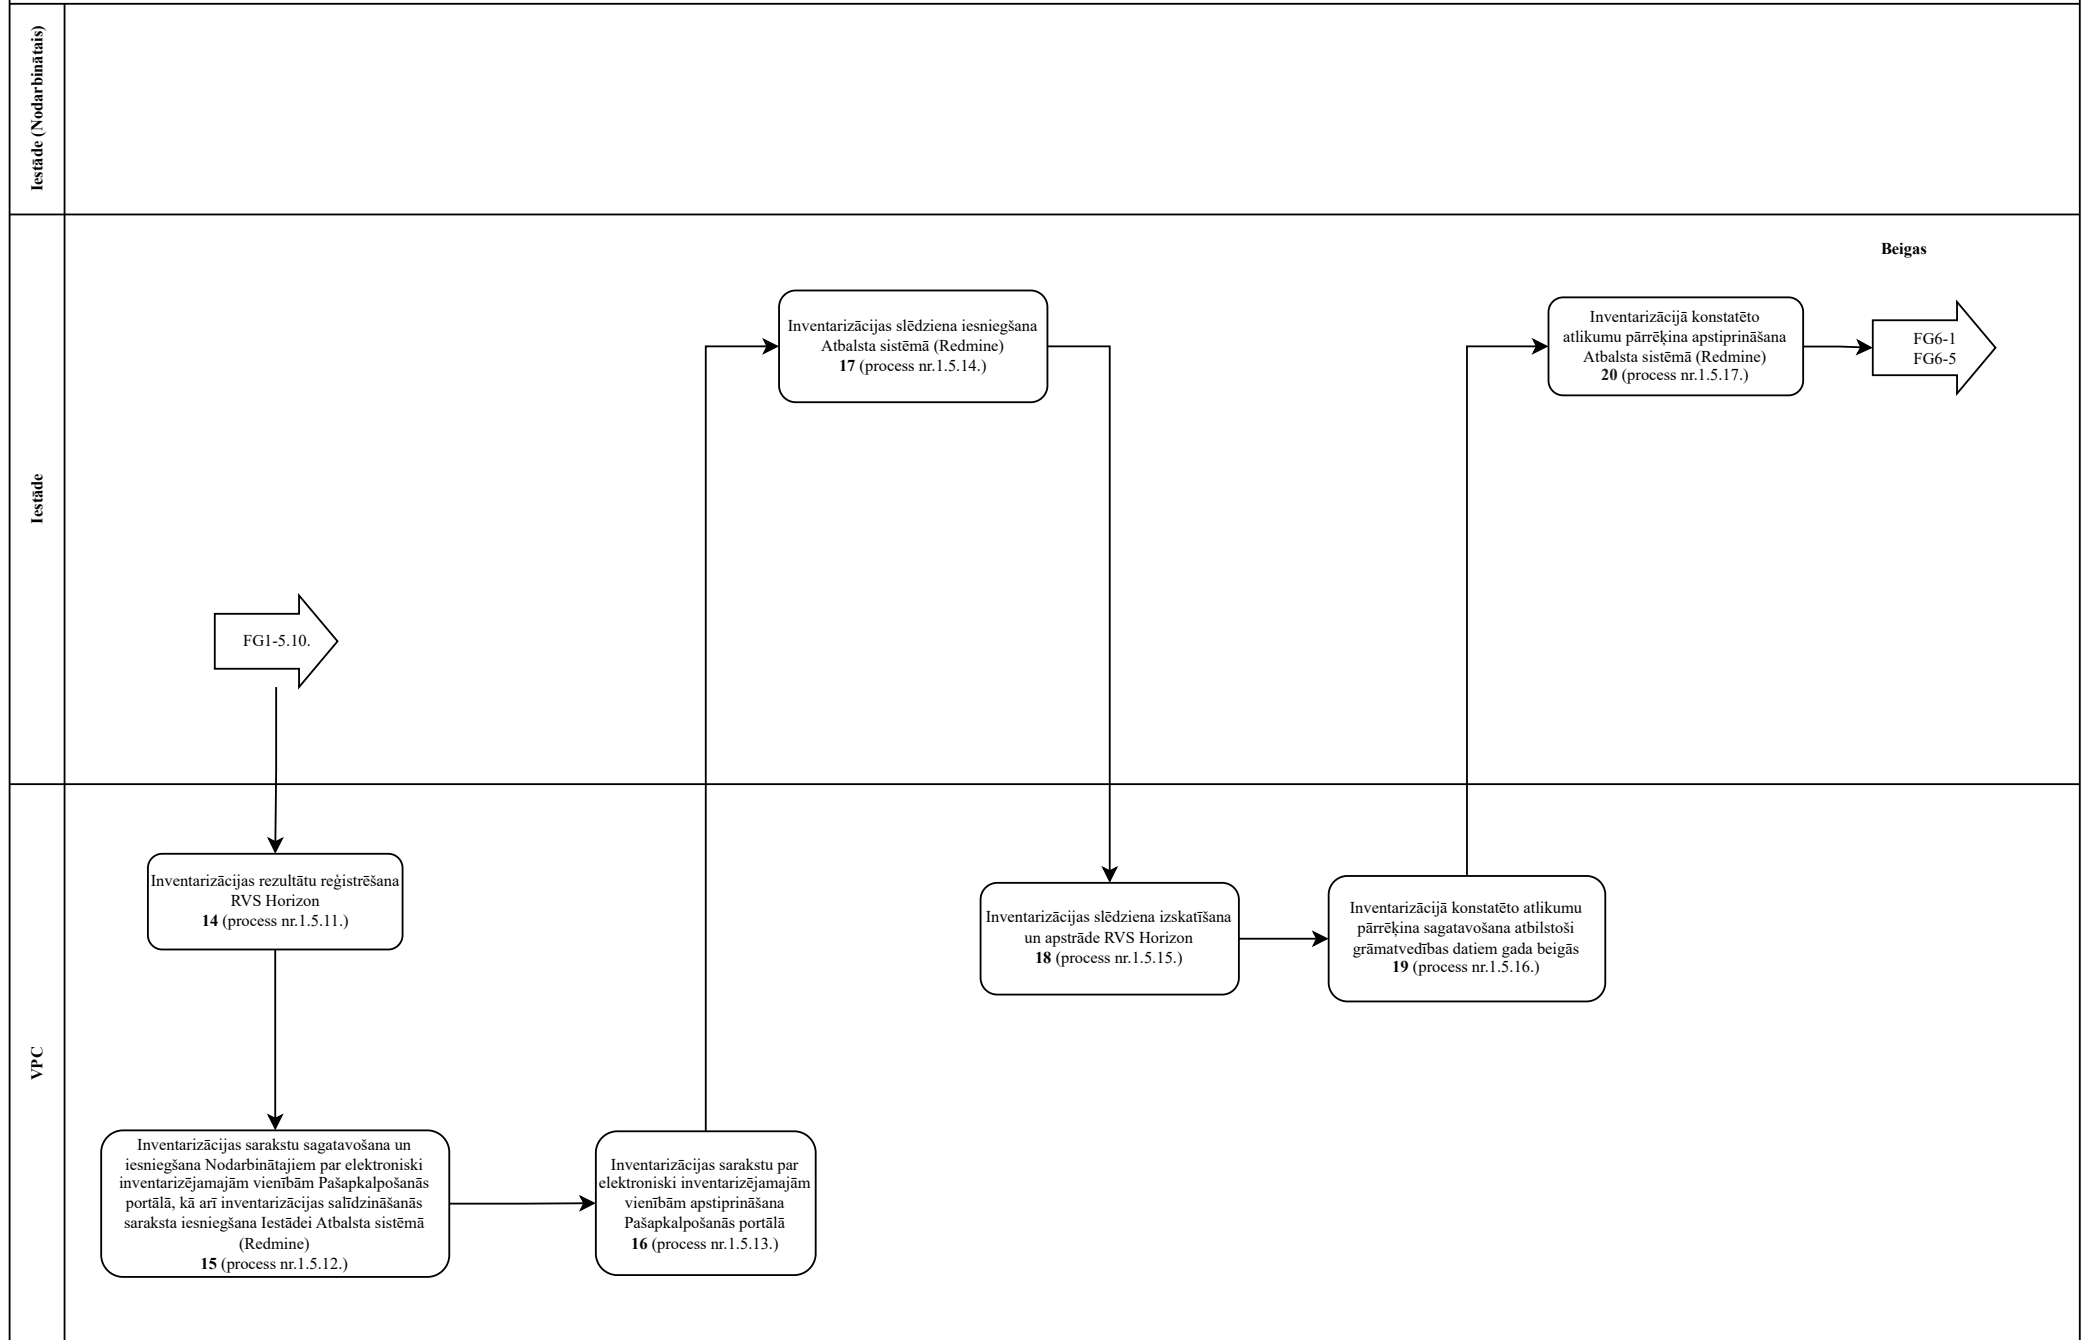 Iestāde (Nodarbinātais)
Iestāde
Beigas
Inventarizācijas slēdziena iesniegšana
Atbalsta sistēmā (Redmine)
17 (process nr.1.5.14.)
Inventarizācijā konstatēto
atlikumu pārrēķina apstiprināšana
Atbalsta sistēmā (Redmine)
20 (process nr.1.5.17.)
FG6-1
FG6-5
FG1-5.10.
VPC
Inventarizācijas rezultātu reģistrēšana
RVS Horizon
14 (process nr.1.5.11.)
Inventarizācijas slēdziena izskatīšana
un apstrāde RVS Horizon
18 (process nr.1.5.15.)
Inventarizācijā konstatēto atlikumu
pārrēķina sagatavošana atbilstoši
grāmatvedības datiem gada beigās
19 (process nr.1.5.16.)
Inventarizācijas sarakstu sagatavošana un
iesniegšana Nodarbinātajiem par elektroniski
inventarizējamajām vienībām Pašapkalpošanās
portālā, kā arī inventarizācijas salīdzināšanās
saraksta iesniegšana Iestādei Atbalsta sistēmā
(Redmine)
15 (process nr.1.5.12.)
Inventarizācijas sarakstu par
elektroniski inventarizējamajām
vienībām apstiprināšana
Pašapkalpošanās portālā
16 (process nr.1.5.13.)